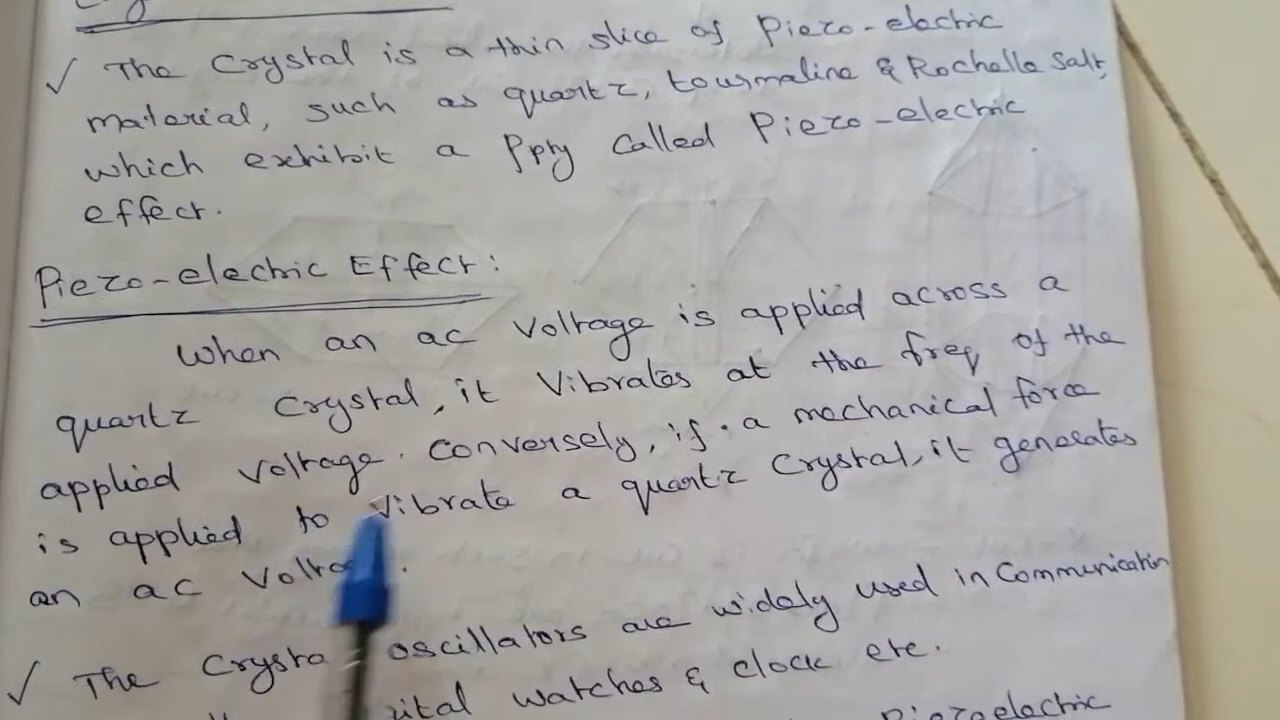 ✓ The Crystal is a thin slice of Piezo-electric
material, such as quartz, tourmaline & Rochelle Salt,
which exhibit a Ppty Called Piezo-electric
effect.
Piezo-electric Effect:
When an ac Voltage is applied across a
quartz Crystal, it Vibrates at the freq of the
applied Voltage. Conversely, if a mechanical force
is applied to Vibrate a quartz Crystal, it generates
an ac
✓ The oscillators are widely used in Communication
watches & clock etc.
Piezoelectric